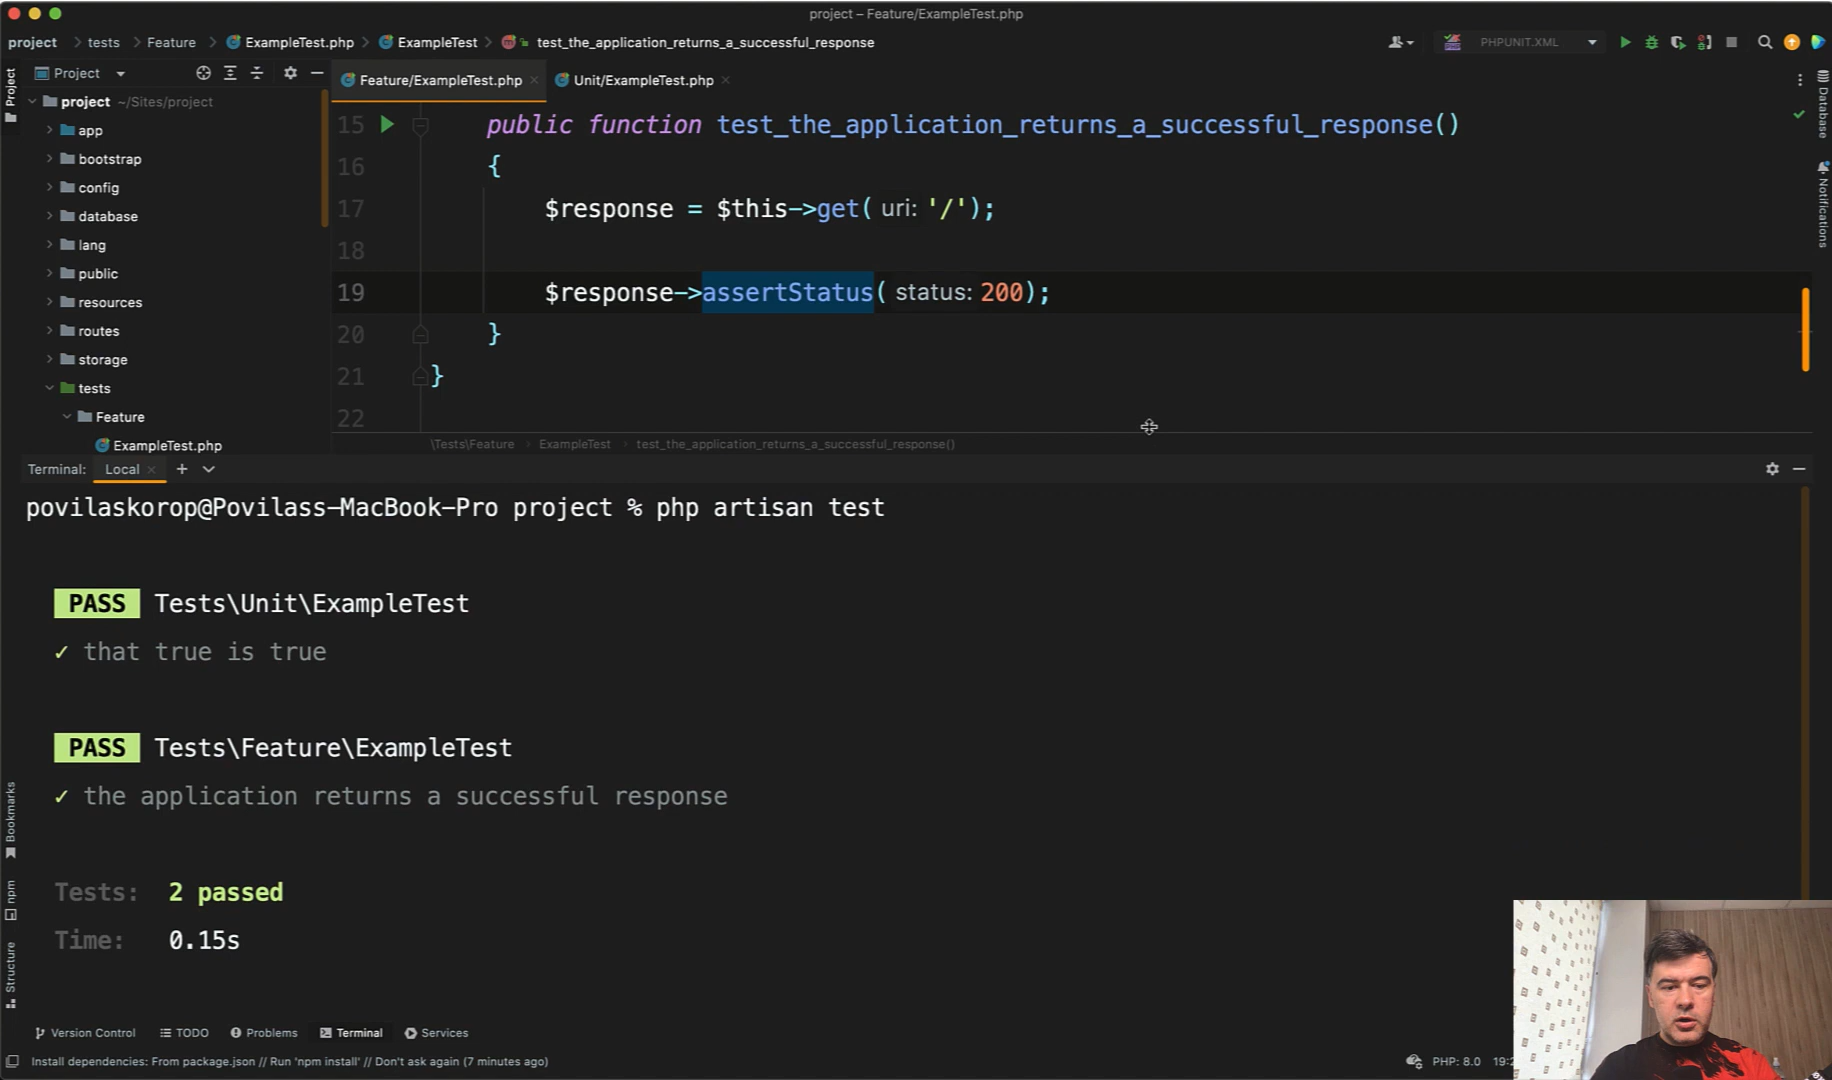 project – Feature/ExampleTest.php
project tests Feature ExampleTest.php ExampleTest test_the_application_returns_a_successful_response PHPUNIT.XML
Project Feature/ExampleTest.php Unit/ExampleTest.php
Project
project ~/Sites/project
app
bootstrap
config
database
lang
public
resources
routes
storage
tests
Feature
ExampleTest.php
15 public function test_the_application_returns_a_successful_response()
16 {
17 $response = $this->get( uri: '/');
18
19 $response->assertStatus( status: 200);
20 }
21 }
22
\Tests\Feature ExampleTest test_the_application_returns_a_successful_response()
Database
Notifications
Terminal: Local
povilaskorop@Povilass-MacBook-Pro project % php artisan test
PASS Tests\Unit\ExampleTest
✓ that true is true
PASS Tests\Feature\ExampleTest
✓ the application returns a successful response
Tests: 2 passed
Time: 0.15s
Bookmarks
npm
Structure
Version Control TODO Problems Terminal Services
Install dependencies: From package.json // Run 'npm install' // Don't ask again (7 minutes ago) PHP: 8.0